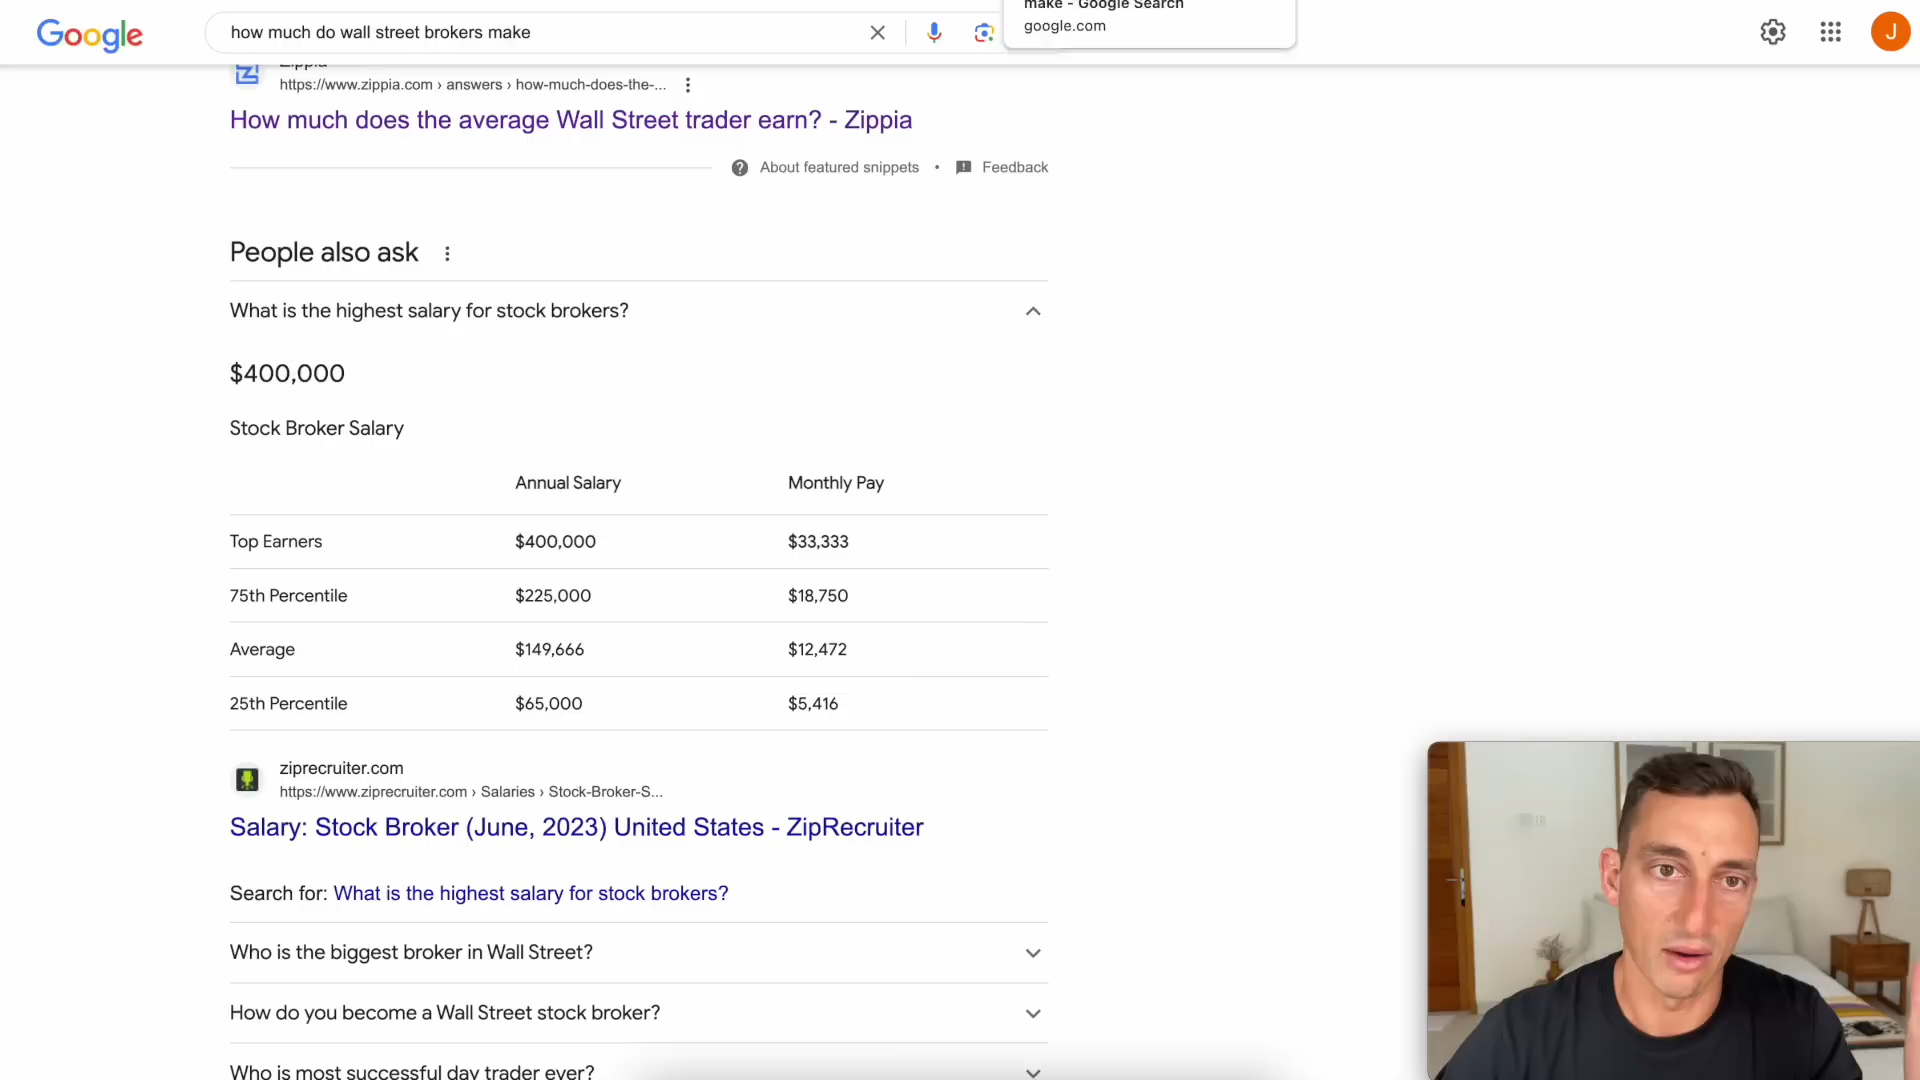 Google
how much do wall street brokers make
make - Google Search
google.com
J
Zippia
https://www.zippia.com › answers › how-much-does-the-...
How much does the average Wall Street trader earn? - Zippia
About featured snippets • Feedback
People also ask
What is the highest salary for stock brokers?
$400,000
Stock Broker Salary
Annual Salary Monthly Pay
Top Earners $400,000 $33,333
75th Percentile $225,000 $18,750
Average $149,666 $12,472
25th Percentile $65,000 $5,416
ziprecruiter.com
https://www.ziprecruiter.com › Salaries › Stock-Broker-S...
Salary: Stock Broker (June, 2023) United States - ZipRecruiter
Search for: What is the highest salary for stock brokers?
Who is the biggest broker in Wall Street?
How do you become a Wall Street stock broker?
Who is most successful day trader ever?